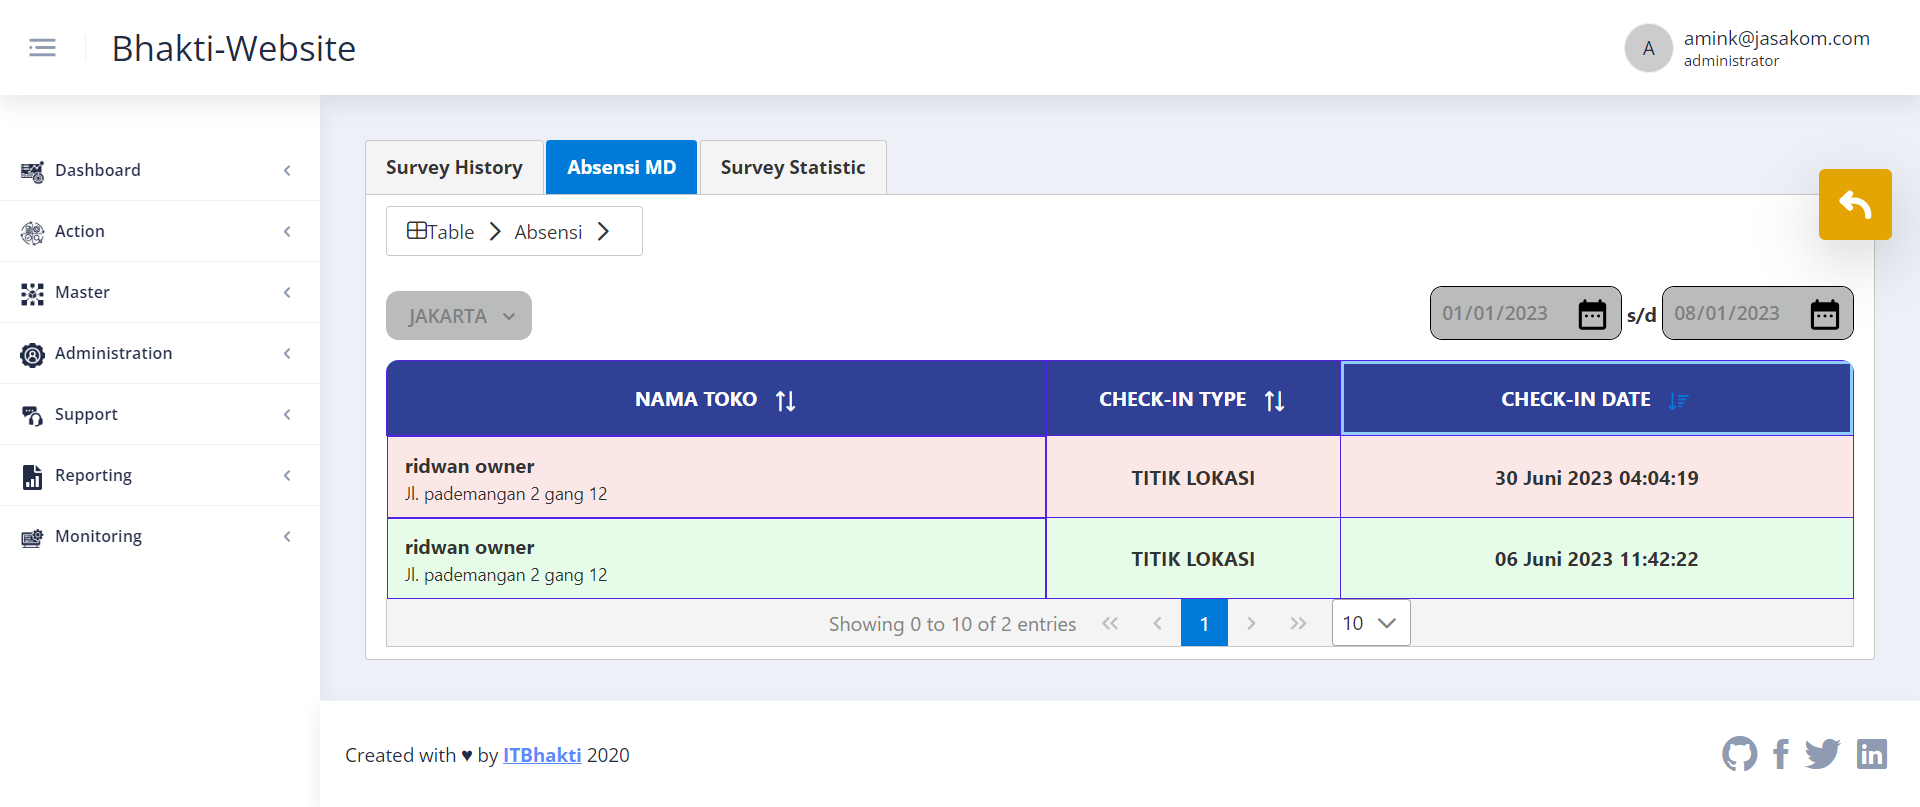 Bhakti-Website
A
amink@jasakom.com
administrator
Dashboard
Action
Master
Administration
Support
Reporting
Monitoring
Survey History
Absensi MD
Survey Statistic
Table
Absensi
JAKARTA
01/01/2023
s/d
08/01/2023
NAMA TOKO
CHECK-IN TYPE
CHECK-IN DATE
ridwan owner
Jl. pademangan 2 gang 12
TITIK LOKASI
30 Juni 2023 04:04:19
ridwan owner
Jl. pademangan 2 gang 12
TITIK LOKASI
06 Juni 2023 11:42:22
Showing 0 to 10 of 2 entries
1
10
Created with ♥ by ITBhakti 2020